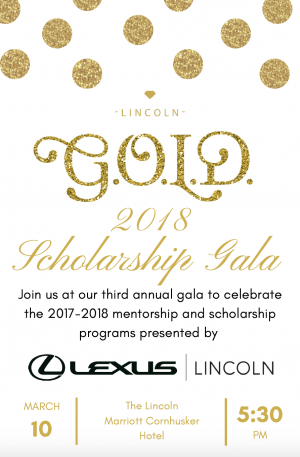 -LINCOLN-
G.O.L.D.
2018
Scholarship Gala
Join us at our third annual gala to celebrate
the 2017-2018 mentorship and scholarship
programs presented by
LEXUS | LINCOLN
MARCH
10
The Lincoln
Marriott Cornhusker
Hotel
5:30
PM